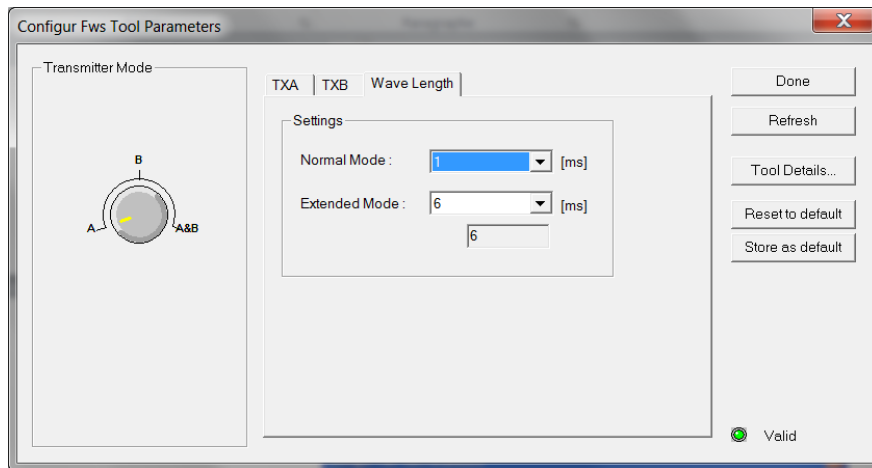 Configur Fws Tool Parameters
X
Transmitter Mode
B
A
A&B
TXA
TXB
Wave Length
Settings
Normal Mode :
1
[ms]
Extended Mode :
6
[ms]
6
Done
Refresh
Tool Details...
Reset to default
Store as default
Valid